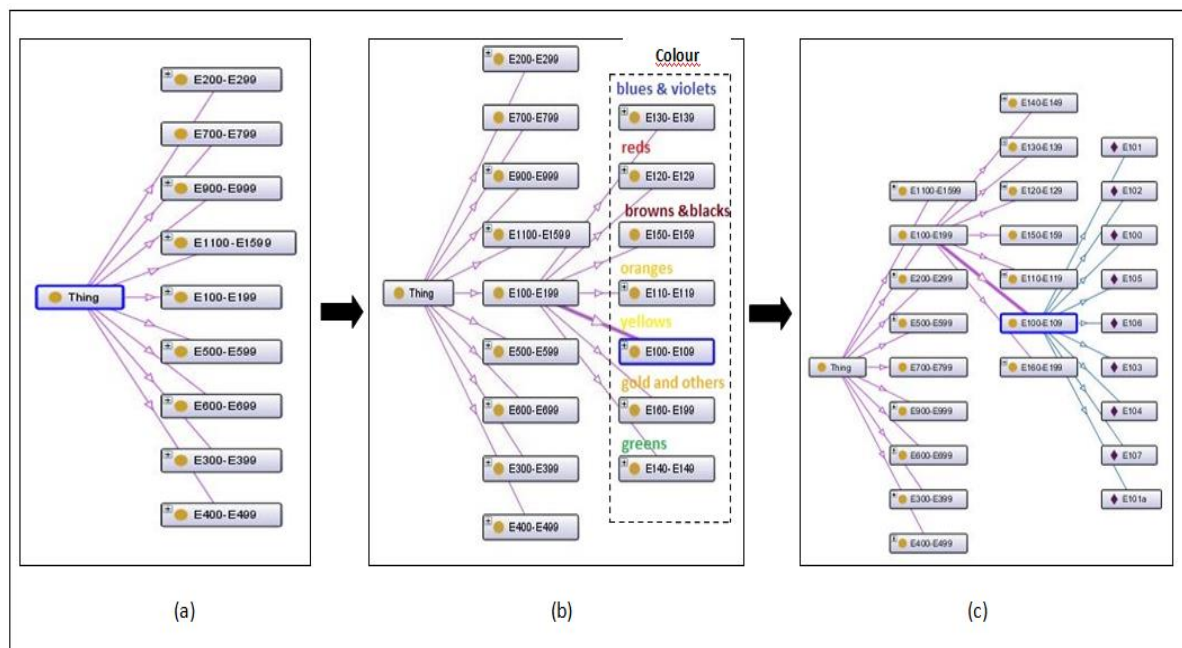 E200-E299
E700-E799
E900-E999
E1100-E1599
Thing
E100-E199
E500-E599
E600-E699
E300-E399
E400-E499
(a)
Colour
E200-E299
blues & violets
E700-E799
E130-E139
reds
E900-E999
E120-E129
browns &blacks
E1100-E1599
E150-E159
oranges
Thing
E100-E199
E110-E119
yellows
E500-E599
E100-E109
gold and others
E600-E699
E160-E199
greens
E300-E399
E140-E149
E400-E499
(b)
E140-E149
E130-E139
E101
E1100-E1599
E120-E129
E102
E100-E199
E150-E159
E100
E200-E299
E110-E119
E105
E500-E599
E100-E109
E106
Thing
E700-E799
E160-E199
E103
E900-E999
E104
E600-E699
E107
E300-E399
E101a
E400-E499
(c)